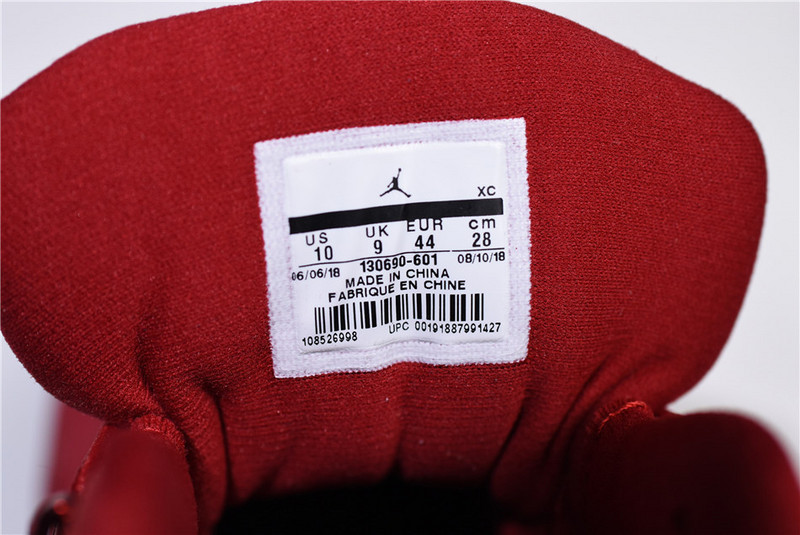 XC
US UK EUR cm
10 9 44 28
06/06/18 130690-601 08/10/18
MADE IN CHINA
FABRIQUE EN CHINE
108526998 UPC 00191887991427